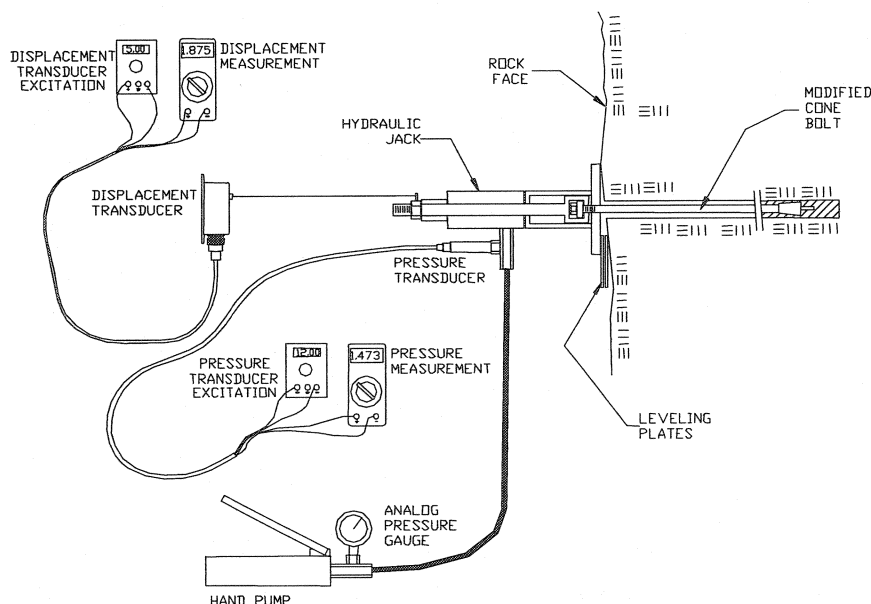 DISPLACEMENT
TRANSDUCER
EXCITATION
5.00
1.875
DISPLACEMENT
MEASUREMENT
ROCK
FACE
MODIFIED
CONE
BOLT
HYDRAULIC
JACK
DISPLACEMENT
TRANSDUCER
PRESSURE
TRANSDUCER
PRESSURE
TRANSDUCER
EXCITATION
12.00
1.473
PRESSURE
MEASUREMENT
LEVELING
PLATES
ANALOG
PRESSURE
GAUGE
HAND PUMP